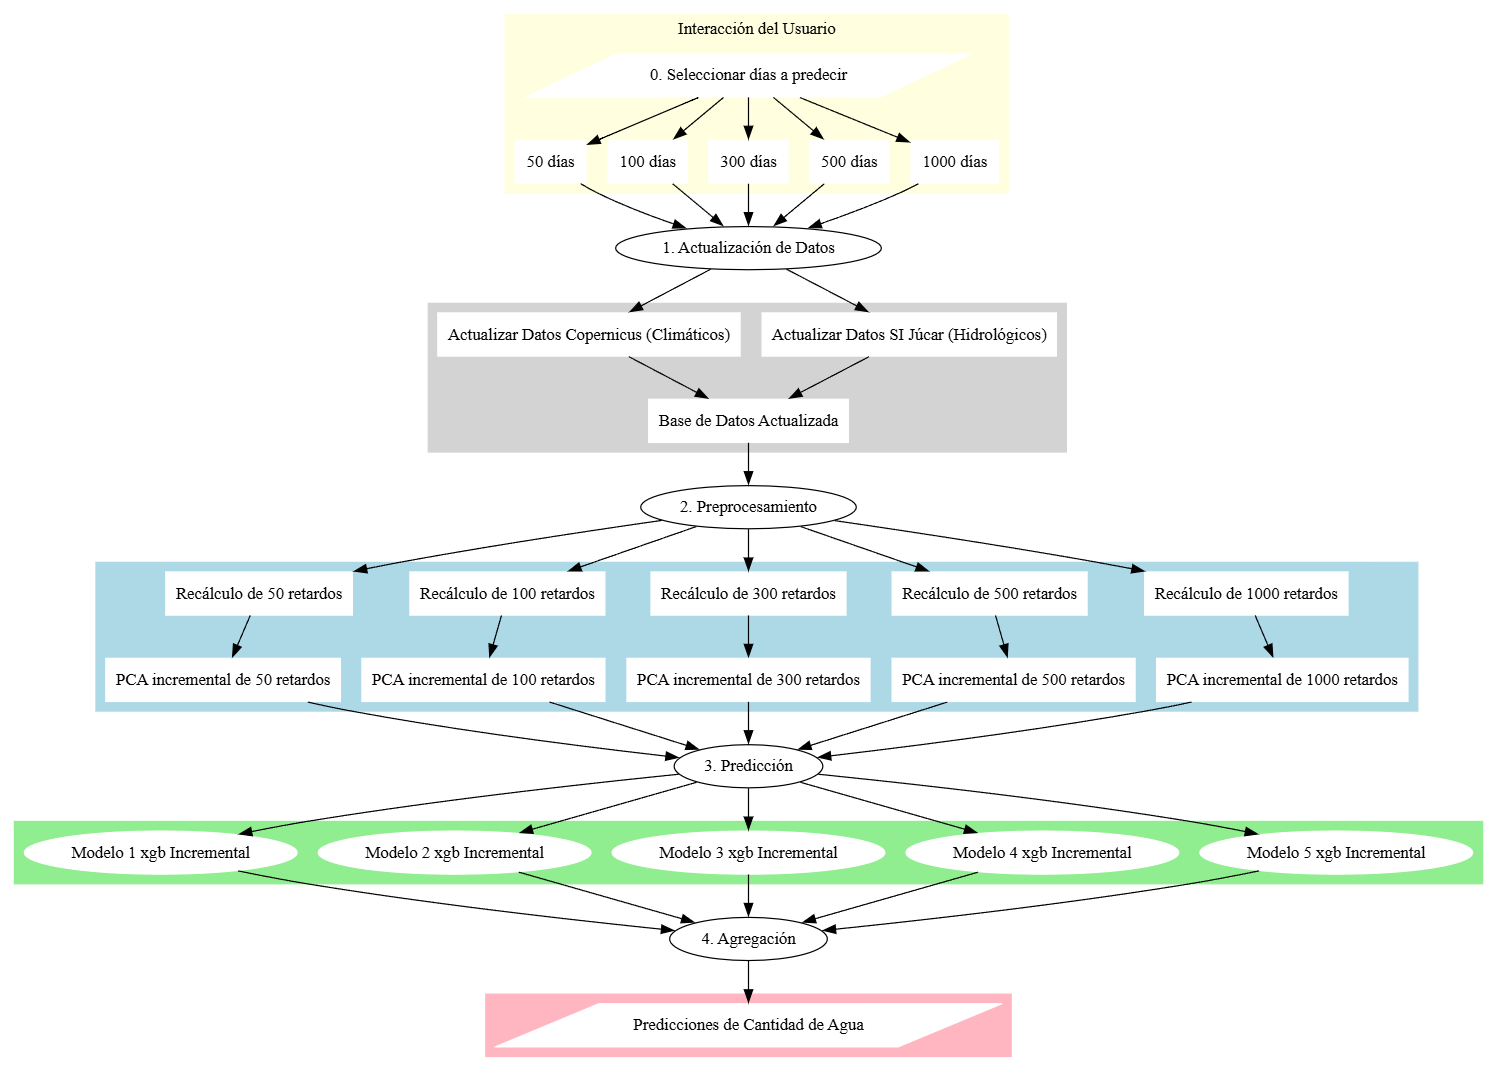 Interacción del Usuario
0. Seleccionar días a predecir
50 días
100 días
300 días
500 días
1000 días
1. Actualización de Datos
Actualizar Datos Copernicus (Climáticos)
Actualizar Datos SI Júcar (Hidrológicos)
Base de Datos Actualizada
2. Preprocesamiento
Recálculo de 50 retardos
Recálculo de 100 retardos
Recálculo de 300 retardos
Recálculo de 500 retardos
Recálculo de 1000 retardos
PCA incremental de 50 retardos
PCA incremental de 100 retardos
PCA incremental de 300 retardos
PCA incremental de 500 retardos
PCA incremental de 1000 retardos
3. Predicción
Modelo 1 xgb Incremental
Modelo 2 xgb Incremental
Modelo 3 xgb Incremental
Modelo 4 xgb Incremental
Modelo 5 xgb Incremental
4. Agregación
Predicciones de Cantidad de Agua